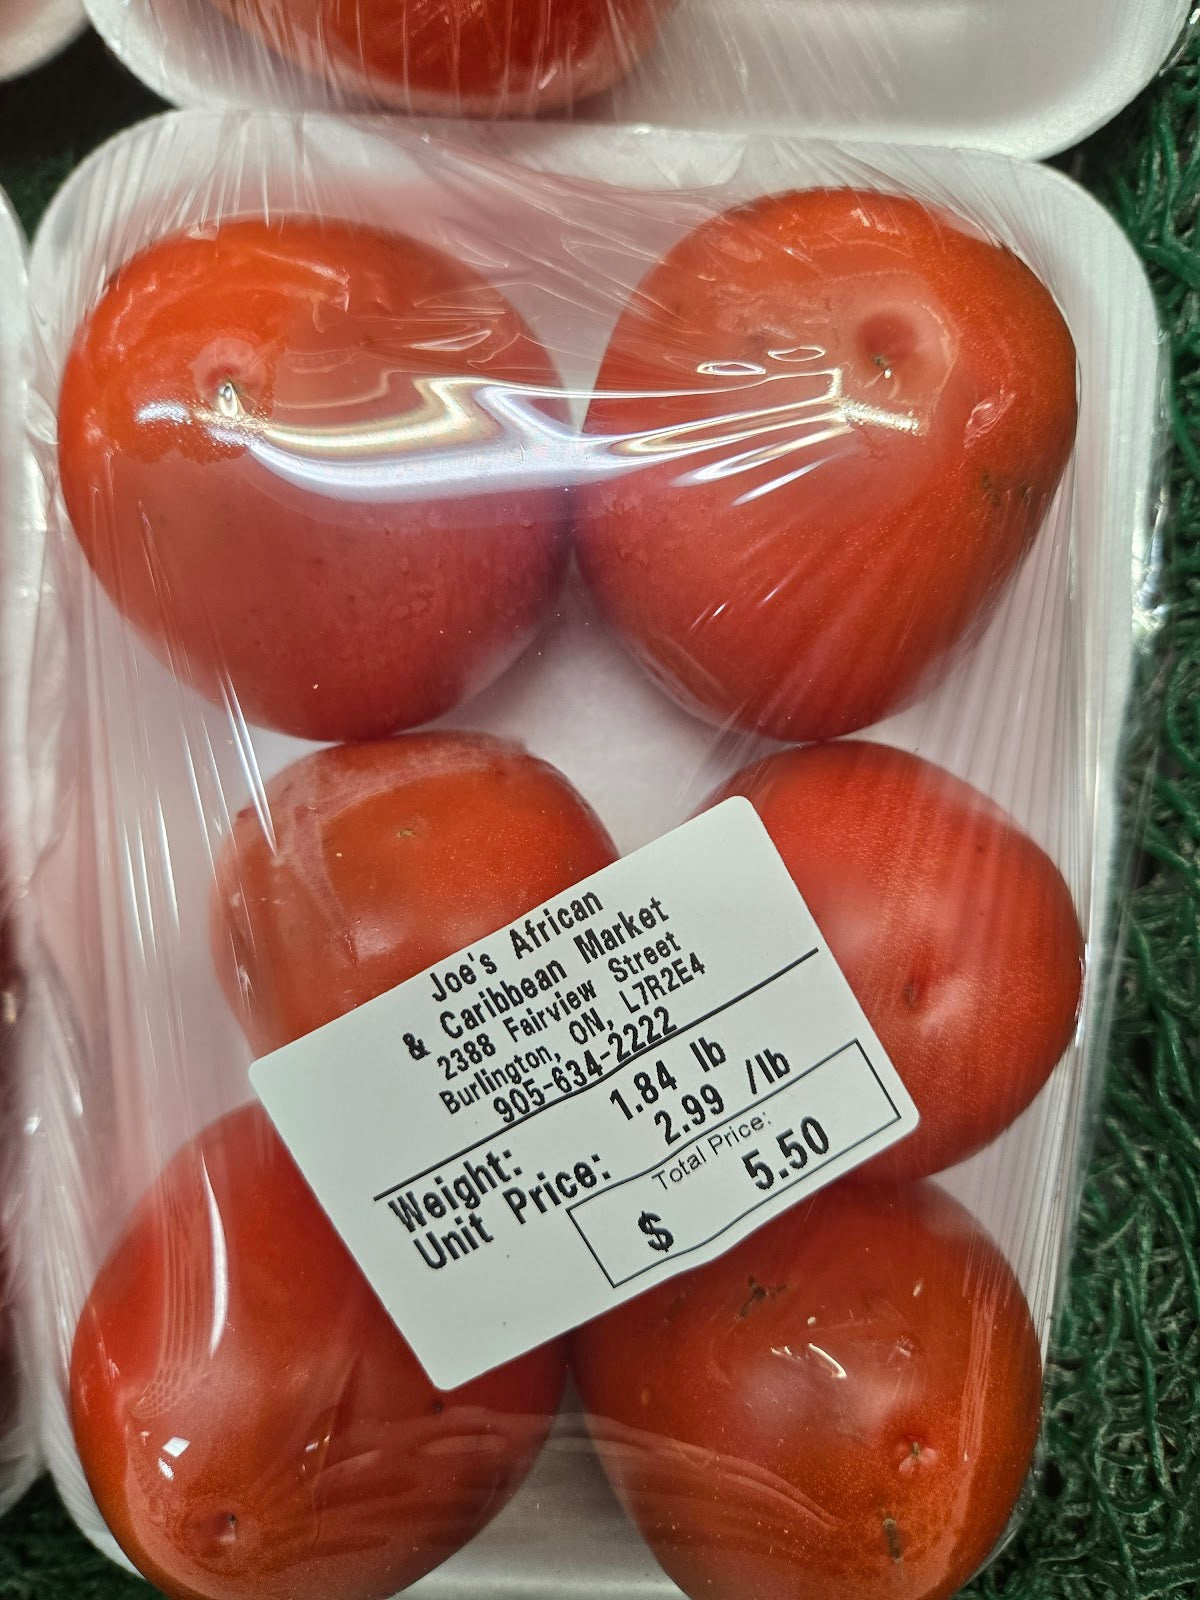 Joe's African
& Caribbean Market
2388 Fairview Street
Burlington, ON, L7R2E4
905-634-2222
Weight: 1.84 lb
Unit Price: 2.99 /lb
Total Price:
$ 5.50